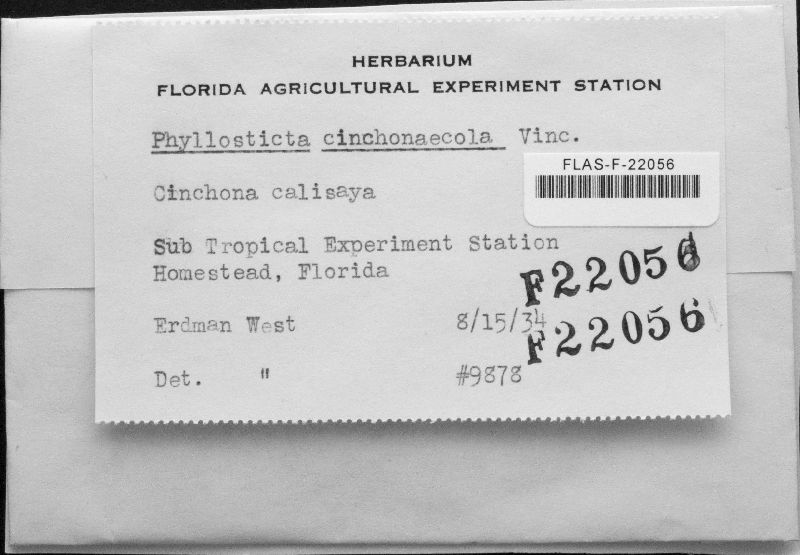 HERBARIUM
FLORIDA AGRICULTURAL EXPERIMENT STATION
Phyllosticta cinchonaecola Vinc.
FLAS-F-22056
Cinchona calisaya
Sub Tropical Experiment Station
Homestead, Florida
F22056
Erdman West 8/15/34
F22056
Det. " #9878